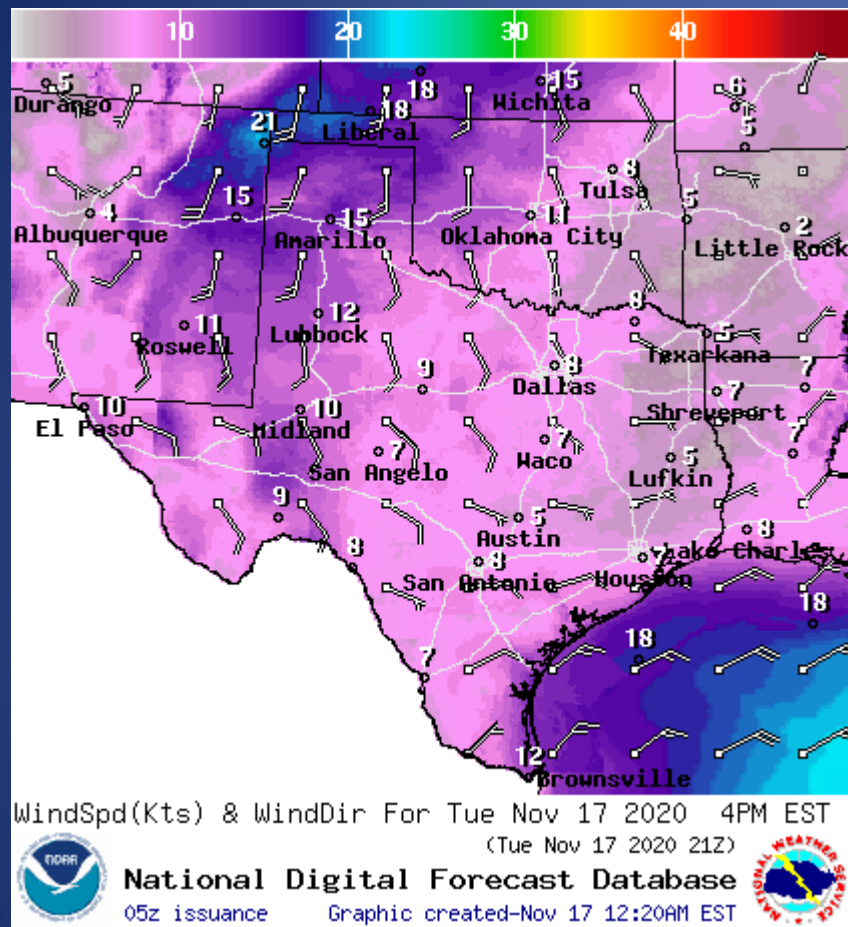 10 20 30 40
5 Durango
18
15 Wichita
6
18 Liberal
21
5
8 Tulsa
4 Albuquerque
15
15 Amarillo
11 Oklahoma City
5
2 Little Rock
11 Roswell
12 Lubbock
8
5 Texarkana
9
8 Dallas
7 Shreveport
7
10 El Paso
10 Midland
7 San Angelo
7 Waco
5 Lufkin
7
9
5 Austin
8 Lake Charles
8
8 San Antonio
7 Houston
18
18
7
12 Brownsville
WindSpd(Kts) & WindDir For Tue Nov 17 2020 4PM EST
(Tue Nov 17 2020 21Z)
NOAA
National Digital Forecast Database
05z issuance Graphic created-Nov 17 12:20AM EST
NATIONAL WEATHER SERVICE